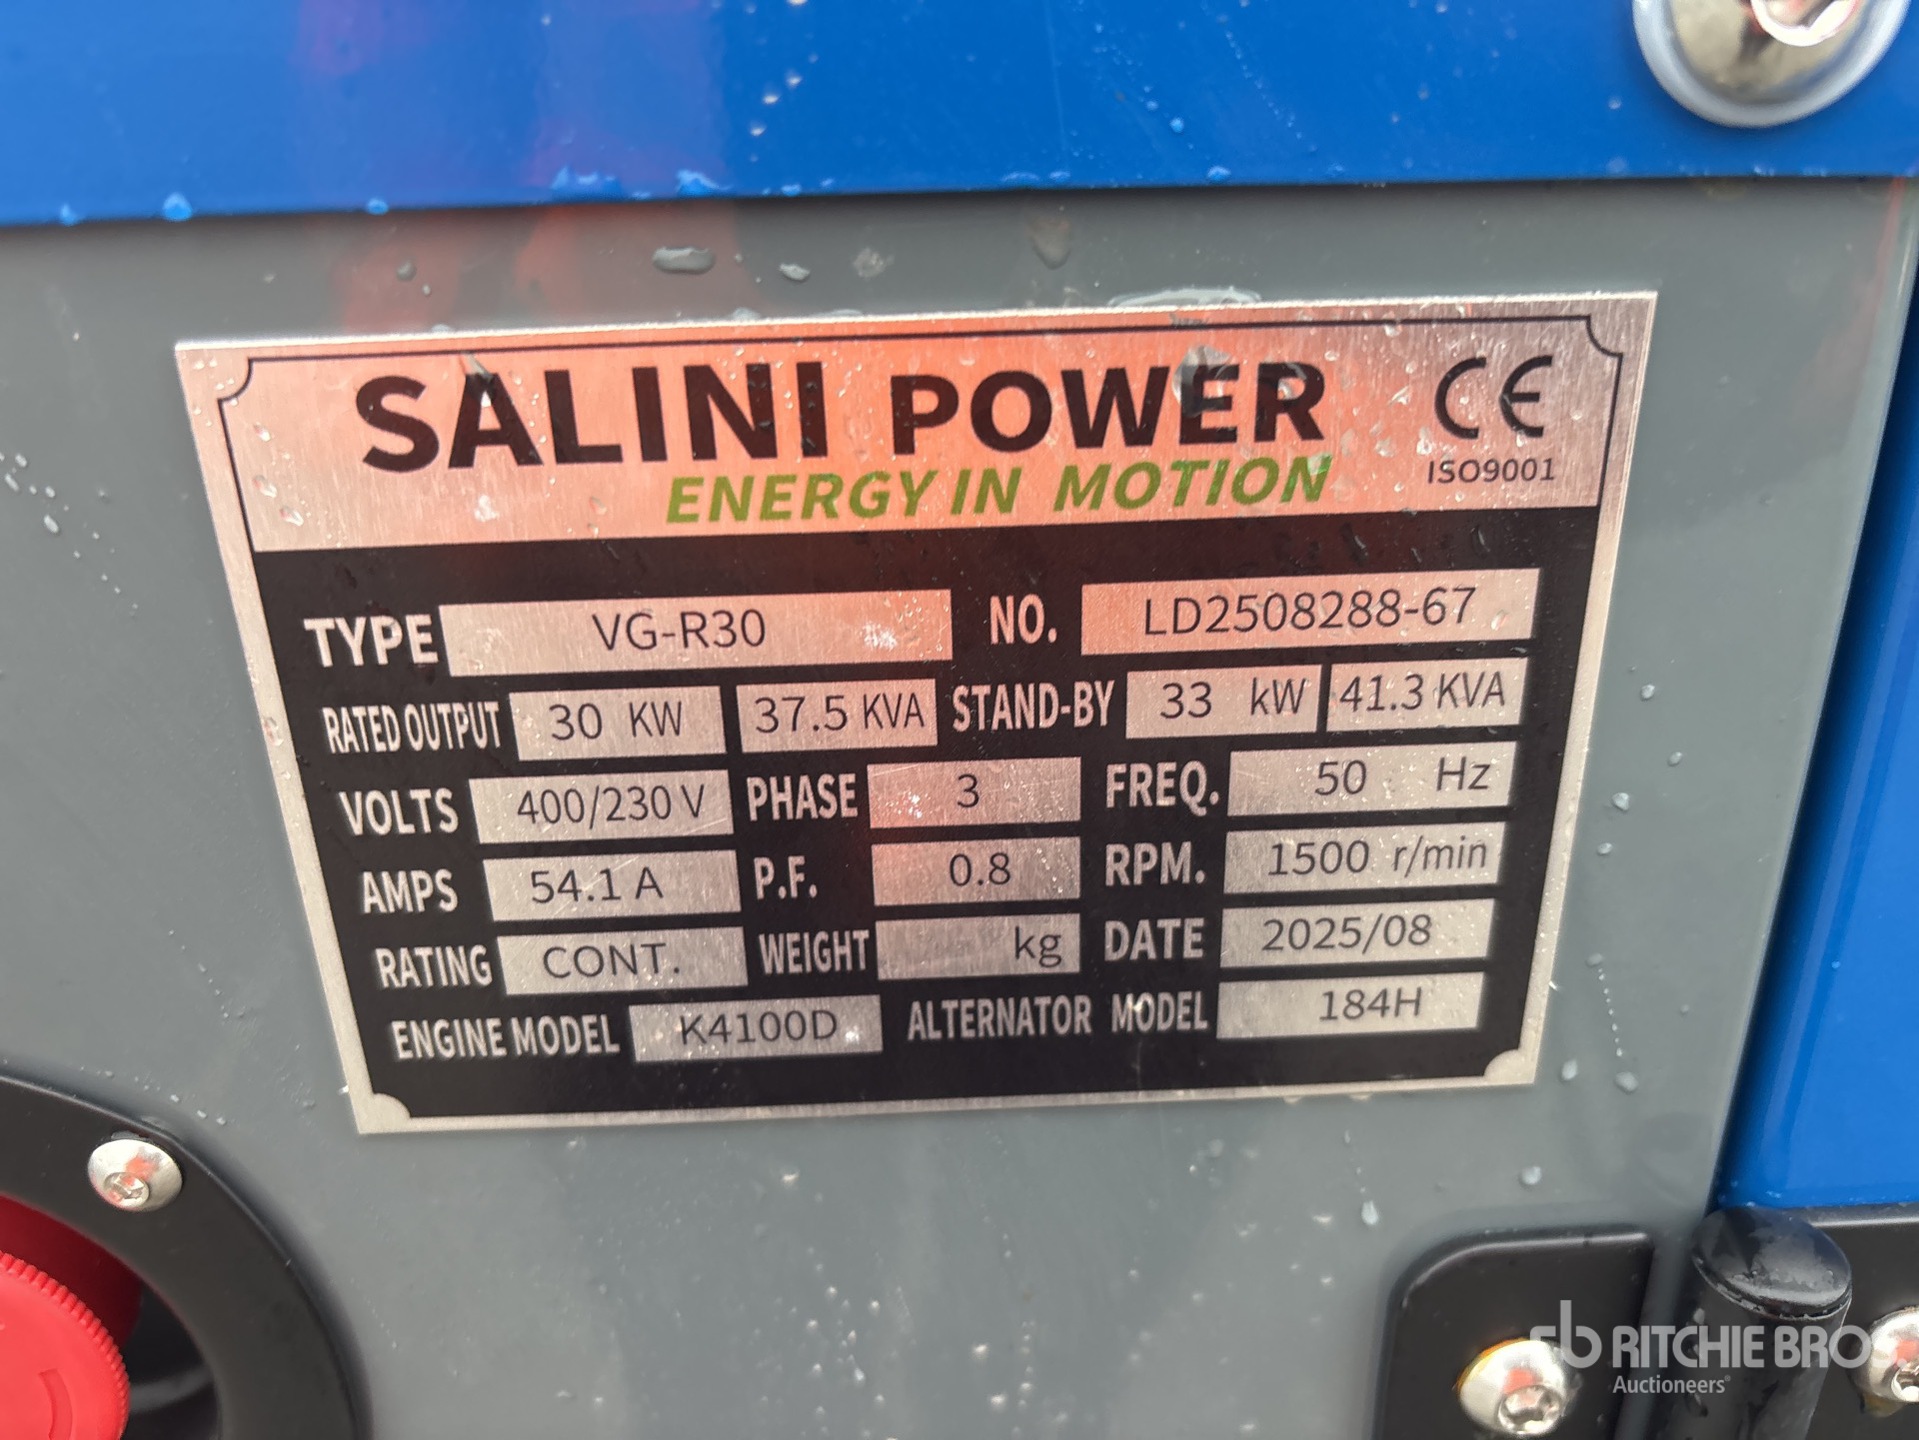 SALINI POWER CE
ENERGY IN MOTION ISO9001
TYPE VG-R30 NO. LD2508288-67
RATED OUTPUT 30 KW 37.5 KVA STAND-BY 33 kW 41.3 KVA
VOLTS 400/230 V PHASE 3 FREQ. 50 Hz
AMPS 54.1 A P.F. 0.8 RPM. 1500 r/min
RATING CONT. WEIGHT kg DATE 2025/08
ENGINE MODEL K4100D ALTERNATOR MODEL 184H
rb RITCHIE BROS.
Auctioneers®